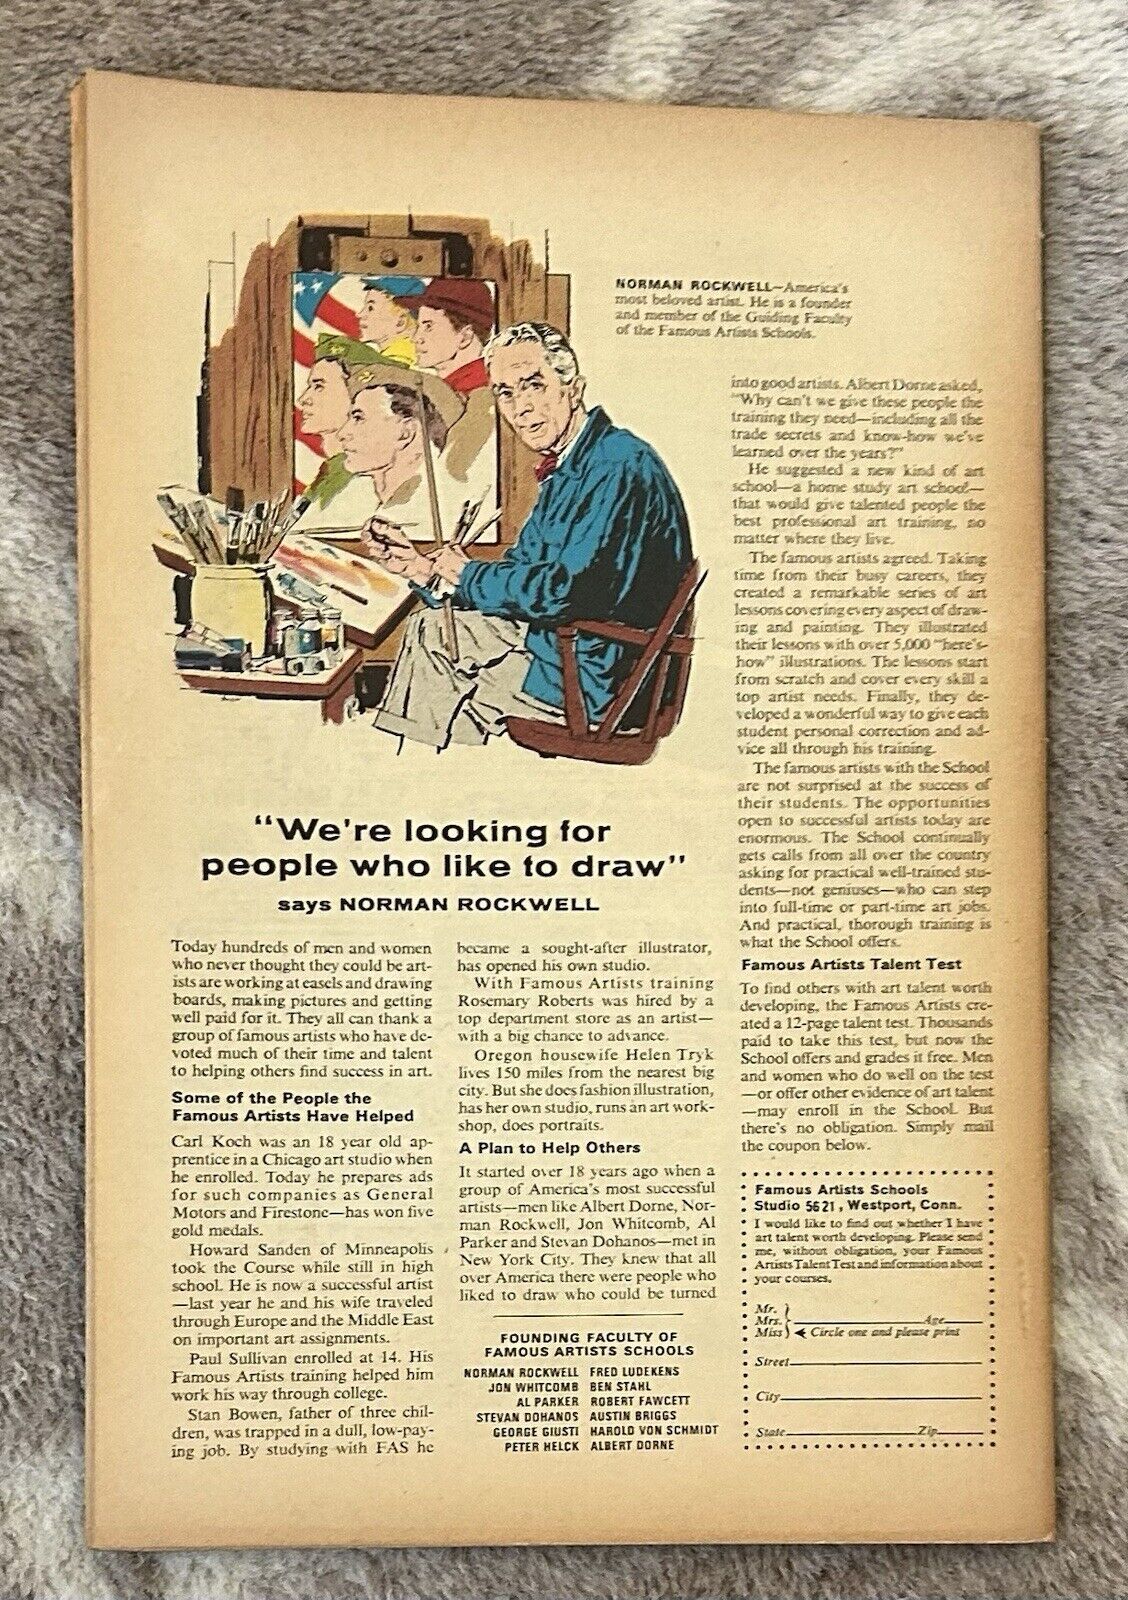 NORMAN ROCKWELL—America's
most beloved artist. He is a founder
and member of the Guiding Faculty
of the Famous Artists Schools.
"We're looking for
people who like to draw"
says NORMAN ROCKWELL
Today hundreds of men and women
who never thought they could be art-
ists are working at easels and drawing
boards, making pictures and getting
well paid for it. They all can thank a
group of famous artists who have de-
voted much of their time and talent
to helping others find success in art.
Some of the People the
Famous Artists Have Helped
Carl Koch was an 18 year old ap-
prentice in a Chicago art studio when
he enrolled. Today he prepares ads
for such companies as General
Motors and Firestone—has won five
gold medals.
Howard Sanden of Minneapolis
took the Course while still in high
school. He is now a successful artist
—last year he and his wife traveled
through Europe and the Middle East
on important art assignments.
Paul Sullivan enrolled at 14. His
Famous Artists training helped him
work his way through college.
Stan Bowen, father of three chil-
dren, was trapped in a dull, low-pay-
ing job. By studying with FAS he
became a sought-after illustrator,
has opened his own studio.
With Famous Artists training
Rosemary Roberts was hired by a
top department store as an artist—
with a big chance to advance.
Oregon housewife Helen Tryk
lives 150 miles from the nearest big
city. But she does fashion illustration,
has her own studio, runs an art work-
shop, does portraits.
A Plan to Help Others
It started over 18 years ago when a
group of America's most successful
artists—men like Albert Dorne, Nor-
man Rockwell, Jon Whitcomb, Al
Parker and Stevan Dohanos—met in
New York City. They knew that all
over America there were people who
liked to draw who could be turned
FOUNDING FACULTY OF
FAMOUS ARTISTS SCHOOLS
NORMAN ROCKWELL FRED LUDEKENS
JON WHITCOMB BEN STAHL
AL PARKER ROBERT FAWCETT
STEVAN DOHANOS AUSTIN BRIGGS
GEORGE GIUSTI HAROLD VON SCHMIDT
PETER HELCK ALBERT DORNE
into good artists. Albert Dorne asked,
"Why can't we give these people the
training they need—including all the
trade secrets and know-how we've
learned over the years?"
He suggested a new kind of art
school—a home study art school—
that would give talented people the
best professional art training, no
matter where they live.
The famous artists agreed. Taking
time from their busy careers, they
created a remarkable series of art
lessons covering every aspect of draw-
ing and painting. They illustrated
their lessons with over 5,000 "here's-
how" illustrations. The lessons start
from scratch and cover every skill a
top artist needs. Finally, they de-
veloped a wonderful way to give each
student personal correction and ad-
vice all through his training.
The famous artists with the School
are not surprised at the success of
their students. The opportunities
open to successful artists today are
enormous. The School continually
gets calls from all over the country
asking for practical well-trained stu-
dents—not geniuses—who can step
into full-time or part-time art jobs.
And practical, thorough training is
what the School offers.
Famous Artists Talent Test
To find others with art talent worth
developing, the Famous Artists cre-
ated a 12-page talent test. Thousands
paid to take this test, but now the
School offers and grades it free. Men
and women who do well on the test
—or offer other evidence of art talent
—may enroll in the School. But
there's no obligation. Simply mail
the coupon below.
Famous Artists Schools
Studio 5621, Westport, Conn.
I would like to find out whether I have
art talent worth developing. Please send
me, without obligation, your Famous
Artists Talent Test and information about
your courses.
Mr.
Mrs. Age
Miss Circle one and please print
Street
City
State Zip